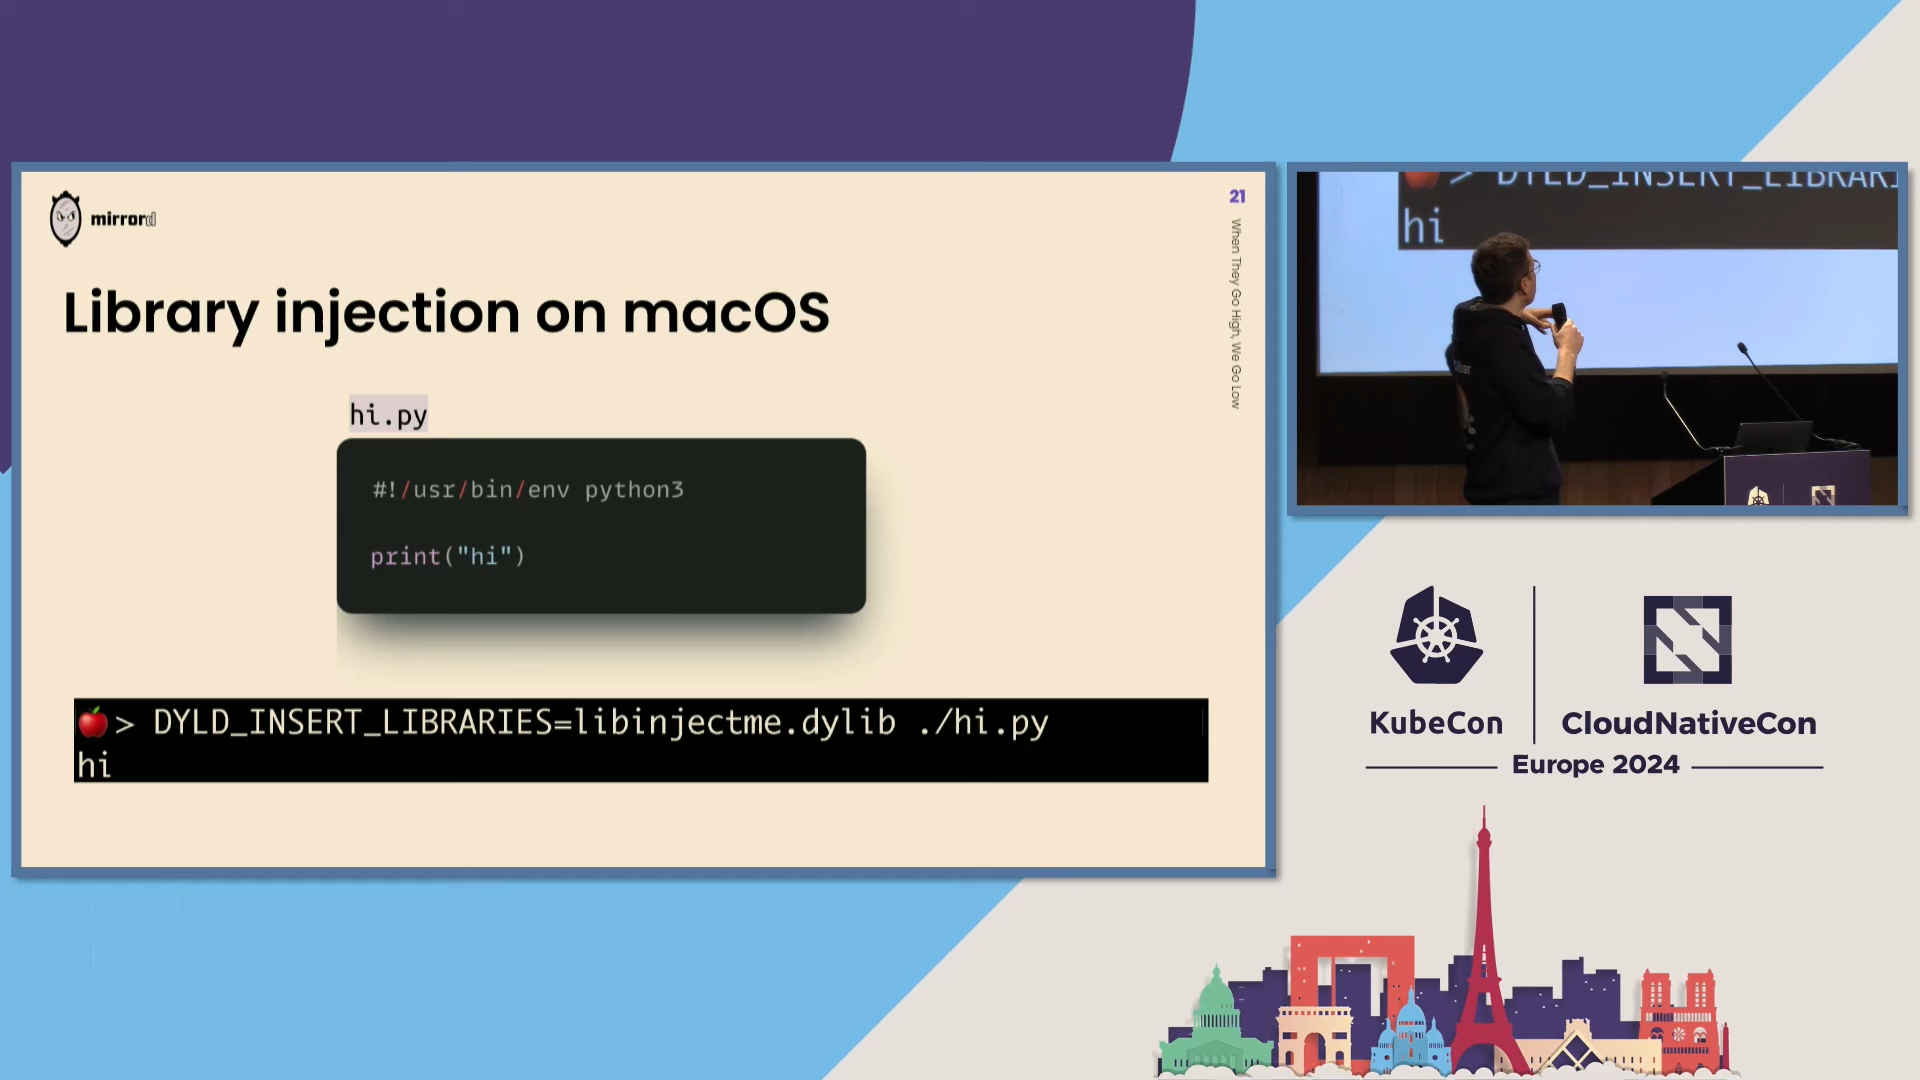 mirrord
21
When They Go High, We Go Low
Library injection on macOS
hi.py
#!/usr/bin/env python3
print("hi")
> DYLD_INSERT_LIBRARIES=libinjectme.dylib ./hi.py
hi
> DYLD_INSERT_LIBRARI
hi
KubeCon
CloudNativeCon
Europe 2024